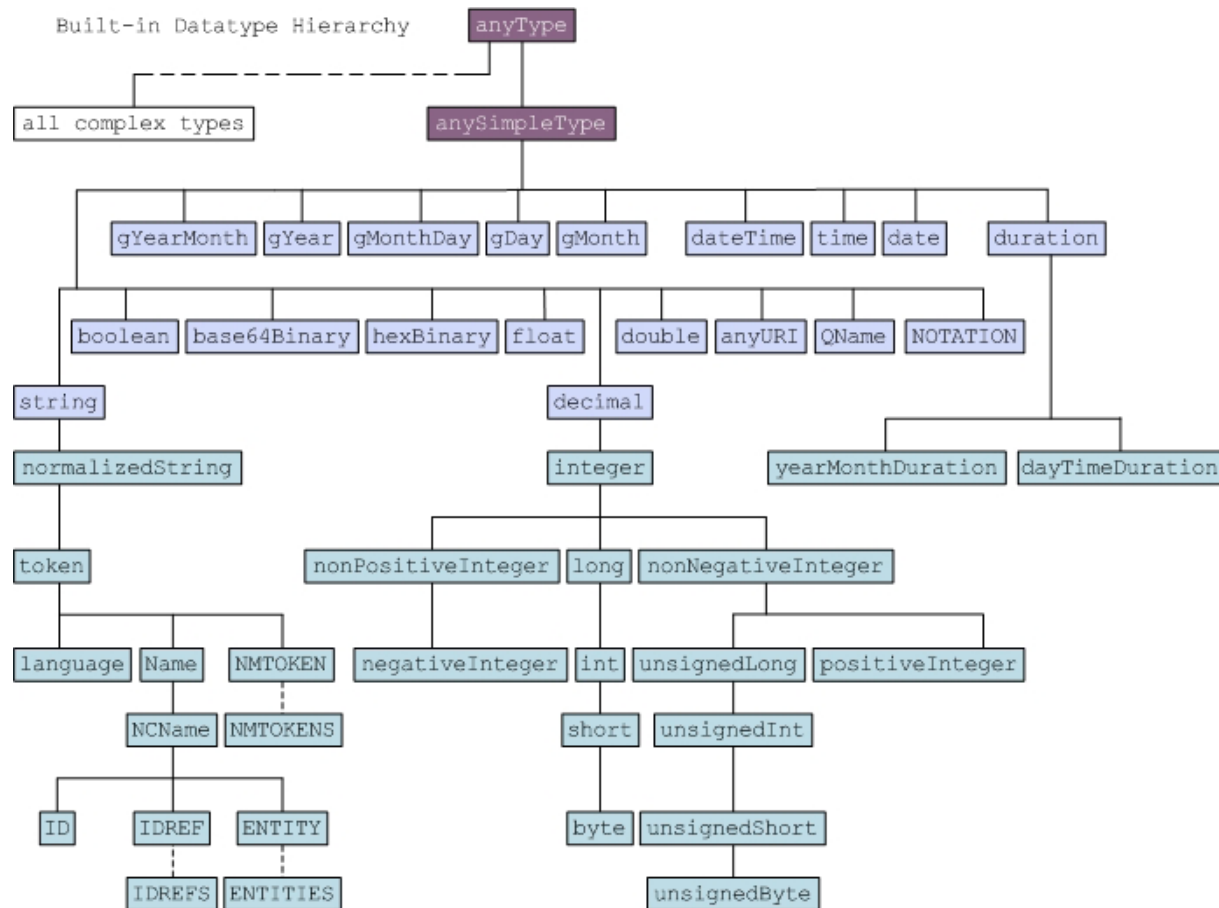 Built-in Datatype Hierarchy
anyType
all complex types
anySimpleType
gYearMonth
gYear
gMonthDay
gDay
gMonth
dateTime
time
date
duration
boolean
base64Binary
hexBinary
float
double
anyURI
QName
NOTATION
string
decimal
normalizedString
integer
yearMonthDuration
dayTimeDuration
token
nonPositiveInteger
long
nonNegativeInteger
language
Name
NMTOKEN
negativeInteger
int
unsignedLong
positiveInteger
NCName
NMTOKENS
short
unsignedInt
ID
IDREF
ENTITY
byte
unsignedShort
IDREFS
ENTITIES
unsignedByte